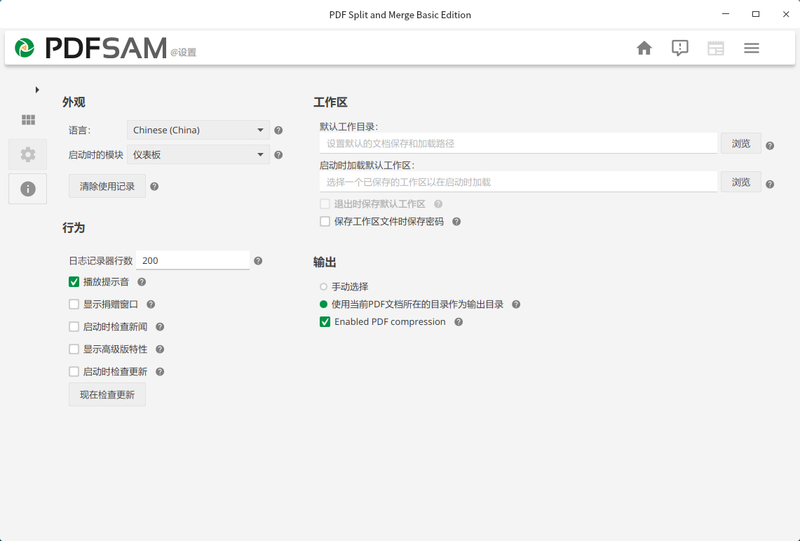 PDF Split and Merge Basic Edition
PDFSAM @设置
外观
语言：
Chinese (China)
启动时的模块
仪表板
清除使用记录
行为
日志记录器行数
200
播放提示音
显示捐赠窗口
启动时检查新闻
显示高级版特性
启动时检查更新
现在检查更新
工作区
默认工作目录：
设置默认的文档保存和加载路径
浏览
启动时加载默认工作区：
选择一个已保存的工作区以在启动时加载
浏览
退出时保存默认工作区
保存工作区文件时保存密码
输出
手动选择
使用当前PDF文档所在的目录作为输出目录
Enabled PDF compression